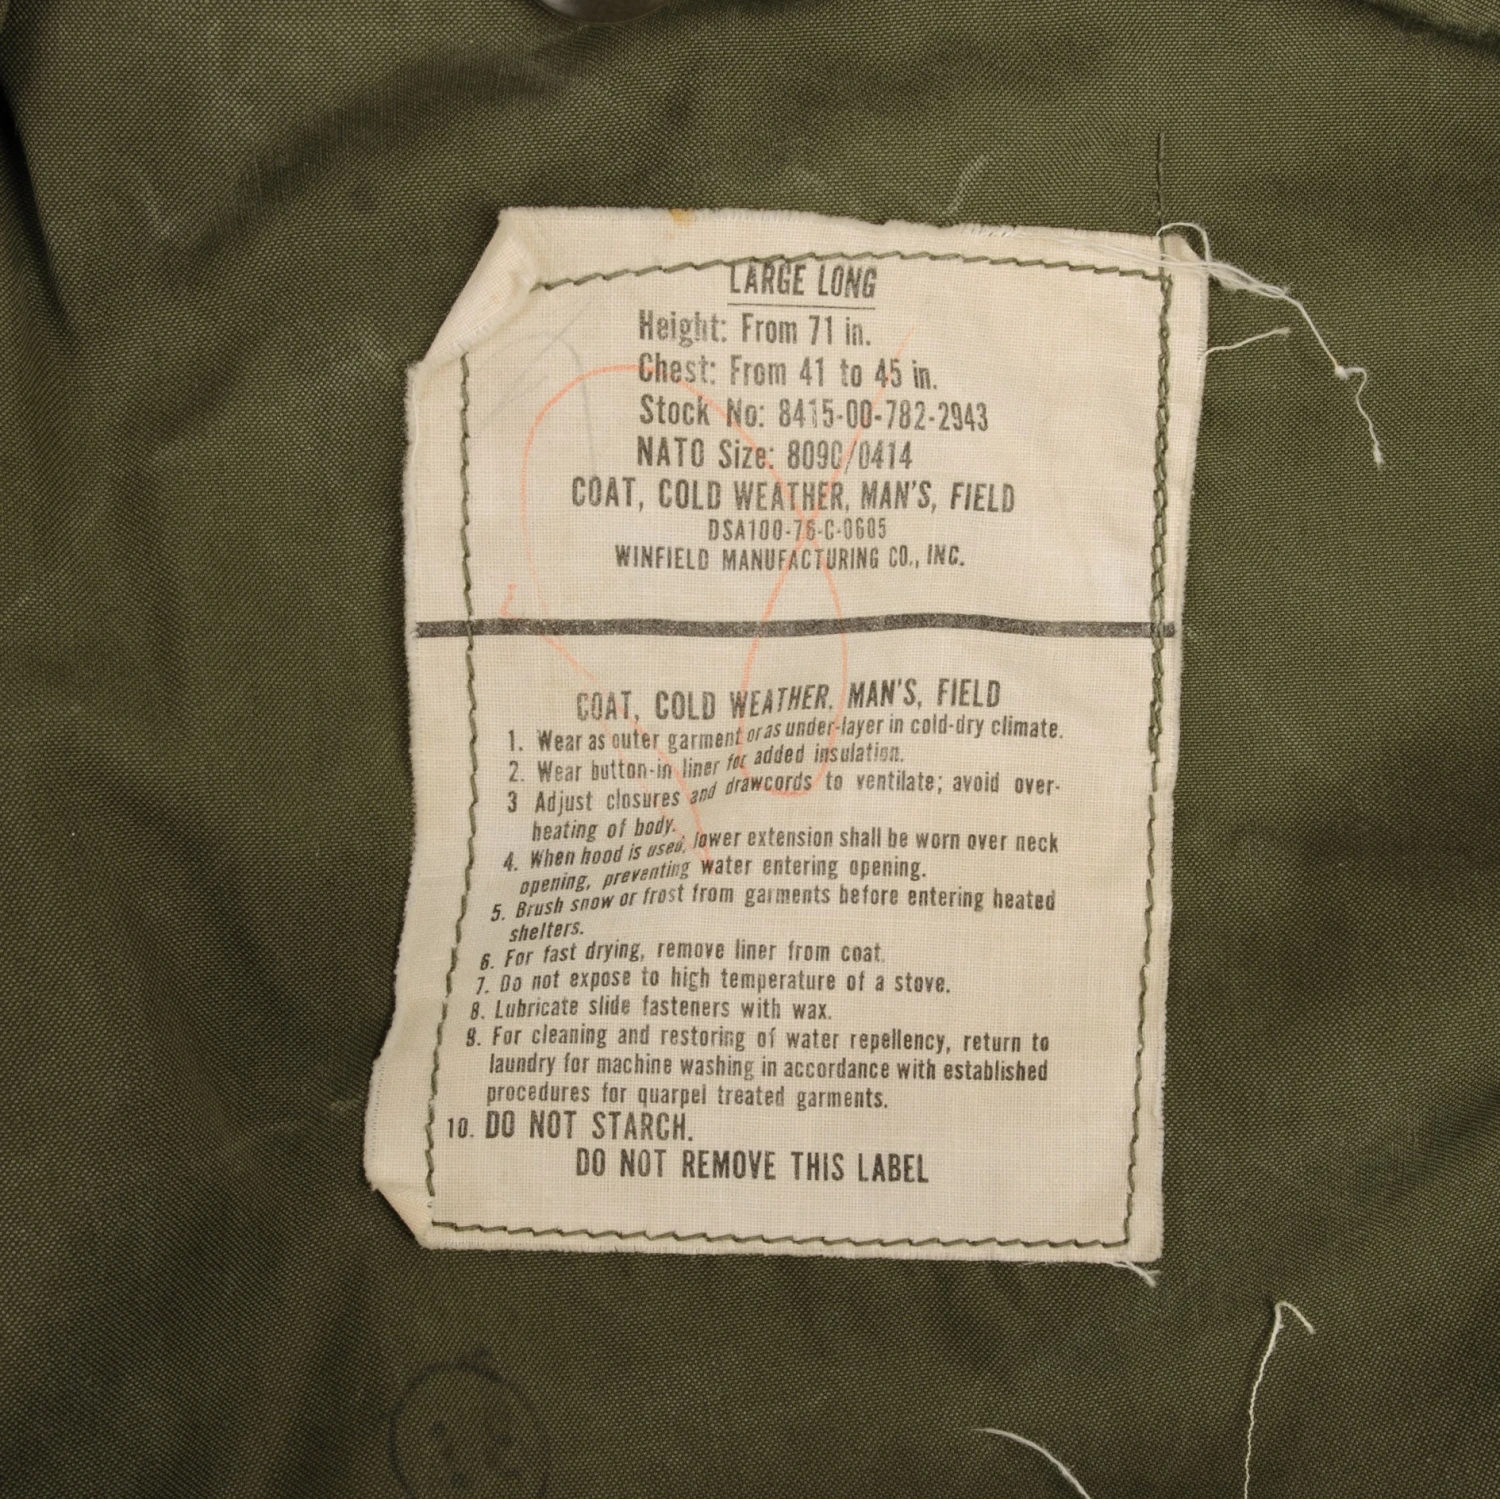 LARGE LONG
Height: From 71 in.
Chest: From 41 to 45 in.
Stock No: 8415-00-782-2943
NATO Size: 8090/0414
COAT, COLD WEATHER, MAN'S, FIELD
DSA100-76-C-0605
WINFIELD MANUFACTURING CO., INC.
COAT, COLD WEATHER, MAN'S, FIELD
1. Wear as outer garment or as under-layer in cold-dry climate.
2. Wear button-in liner for added insulation.
3 Adjust closures and drawcords to ventilate; avoid over-
heating of body.
4. When hood is used, lower extension shall be worn over neck
opening, preventing water entering opening.
5. Brush snow or frost from garments before entering heated
shelters.
6. For fast drying, remove liner from coat.
7. Do not expose to high temperature of a stove.
8. Lubricate slide fasteners with wax.
9. For cleaning and restoring of water repellency, return to
laundry for machine washing in accordance with established
procedures for quarpel treated garments.
10. DO NOT STARCH.
DO NOT REMOVE THIS LABEL